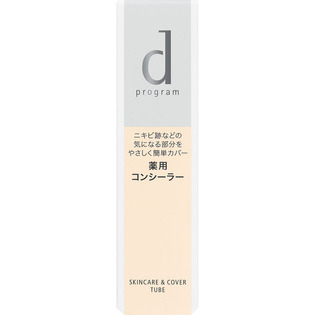 d
program
ニキビ跡などの
気になる部分を
やさしく簡単カバー
薬用
コンシーラー
SKINCARE & COVER
TUBE